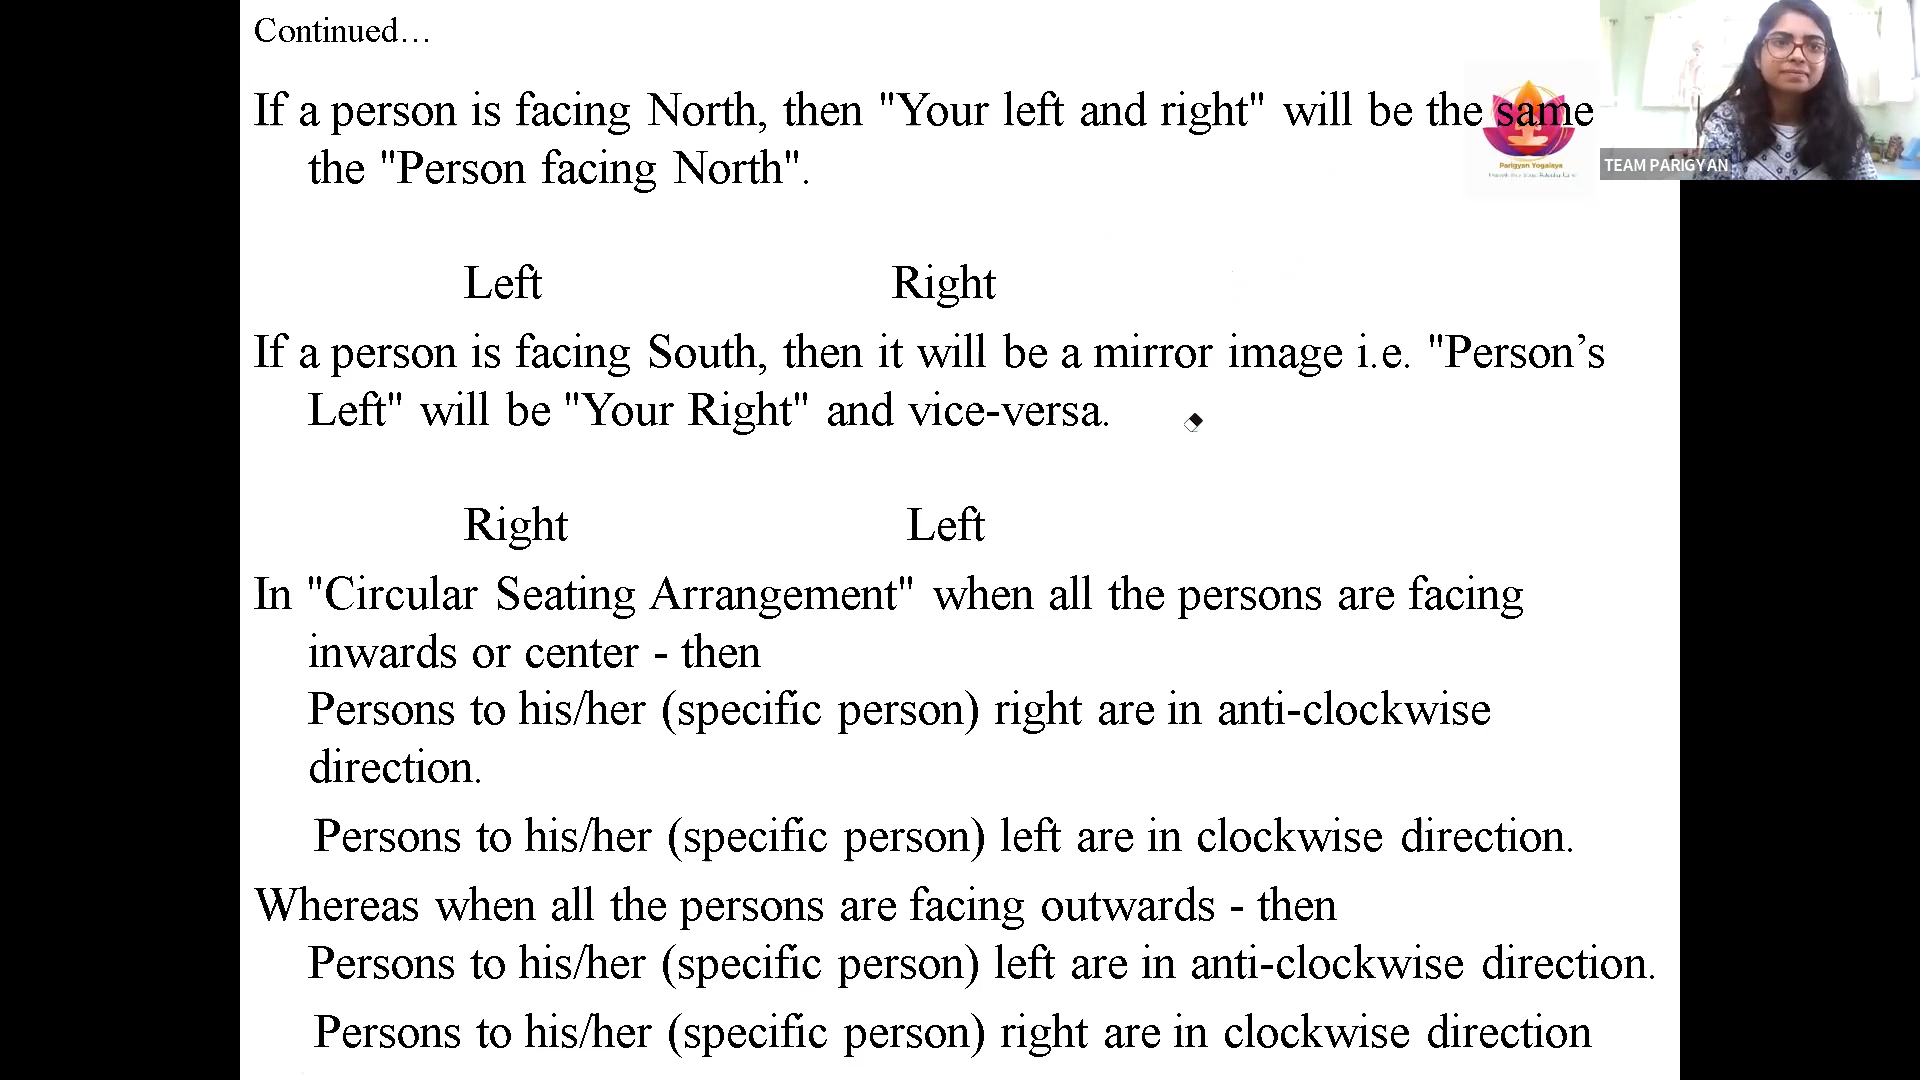 Continued…
If a person is facing North, then "Your left and right" will be the same
the "Person facing North".
Parigyan Yogalaya
TEAM PARIGYAN
Left Right
If a person is facing South, then it will be a mirror image i.e. "Person’s
Left" will be "Your Right" and vice-versa.
Right Left
In "Circular Seating Arrangement" when all the persons are facing
inwards or center - then
Persons to his/her (specific person) right are in anti-clockwise
direction.
Persons to his/her (specific person) left are in clockwise direction.
Whereas when all the persons are facing outwards - then
Persons to his/her (specific person) left are in anti-clockwise direction.
Persons to his/her (specific person) right are in clockwise direction